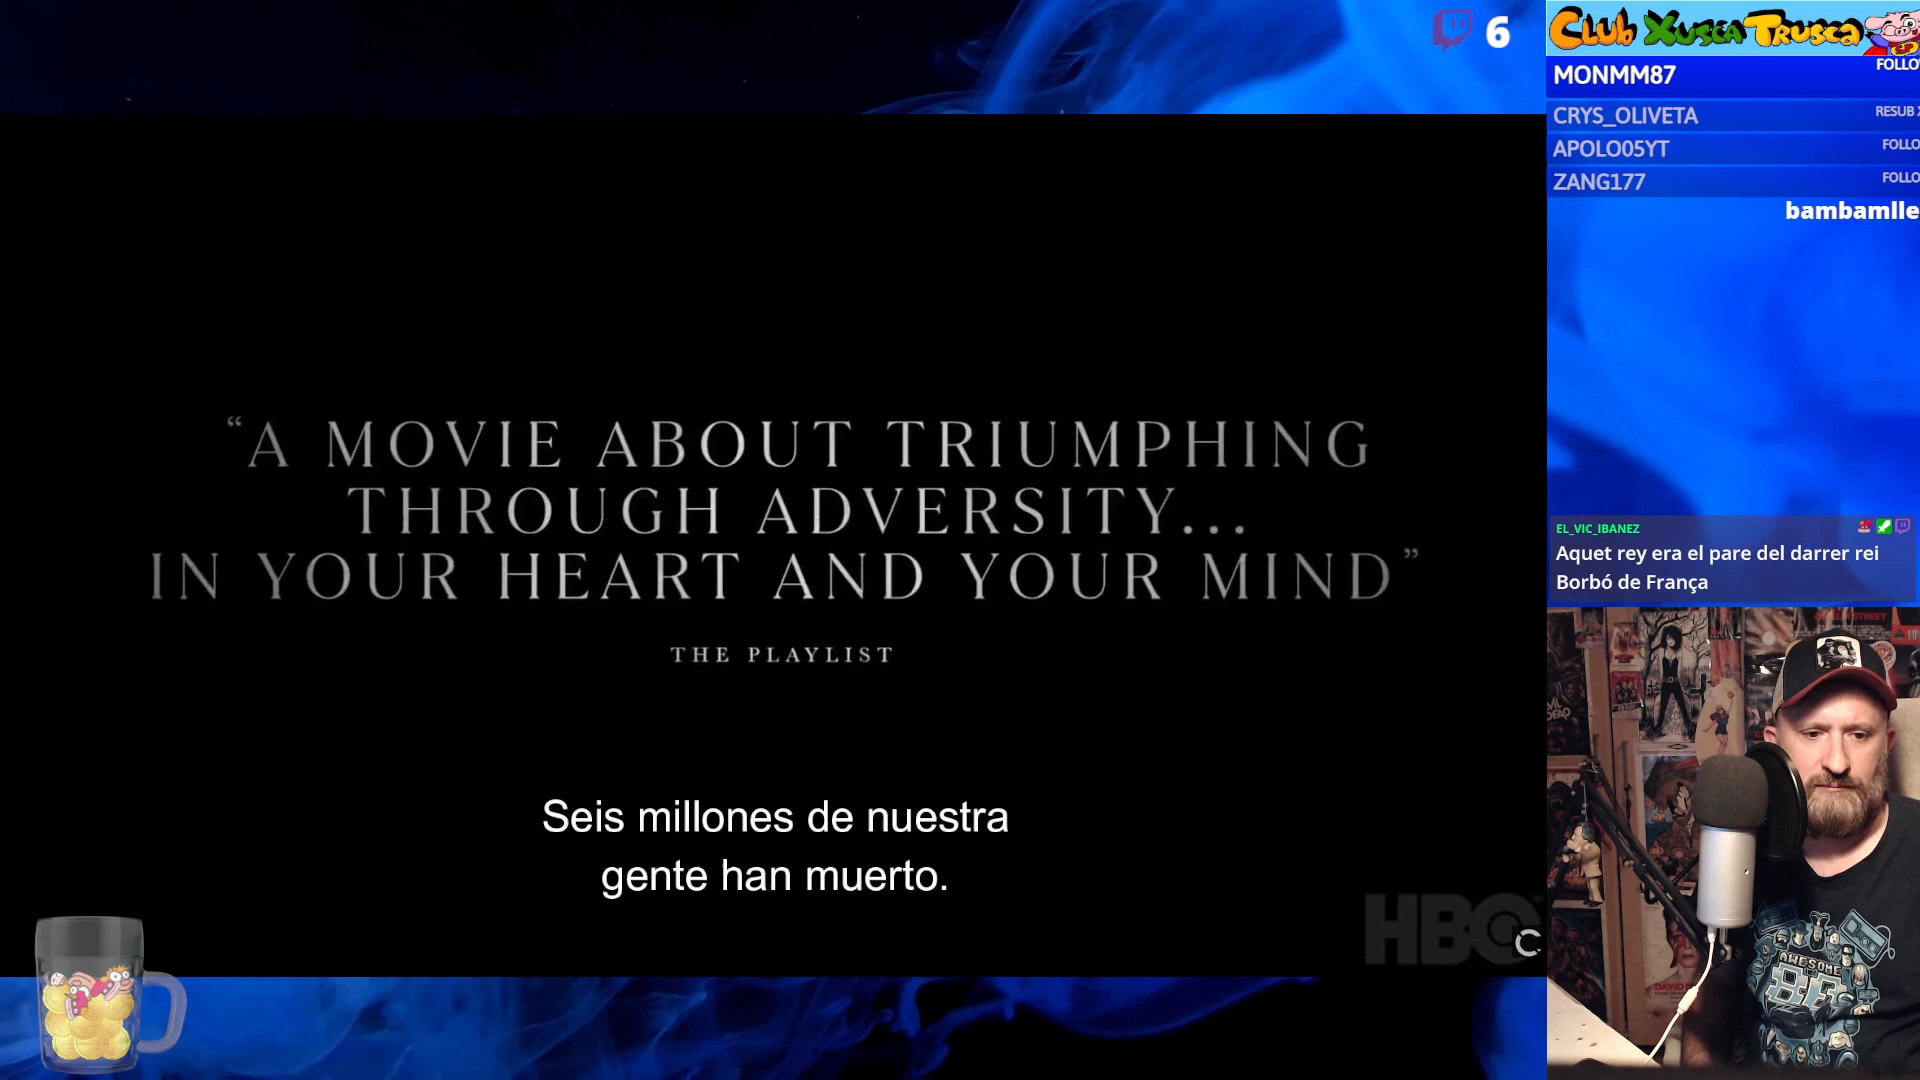 6
Club Xusca Trusca
MONMM87
FOLLO
CRYS_OLIVETA
RESUB
APOLO05YT
FOLLO
ZANG177
FOLLO
bambamlle
“A MOVIE ABOUT TRIUMPHING
THROUGH ADVERSITY...
IN YOUR HEART AND YOUR MIND”
THE PLAYLIST
Seis millones de nuestra
gente han muerto.
HBO
EL_VIC_IBANEZ
Aquet rey era el pare del darrer rei
Borbó de França
AWESOME